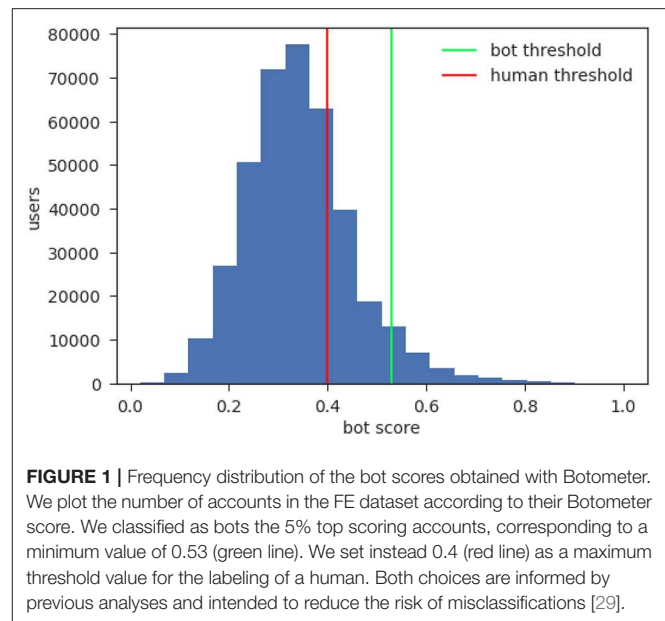 80000
70000
60000
50000
40000
30000
20000
10000
0
users
bot threshold
human threshold
0.0 0.2 0.4 0.6 0.8 1.0
bot score
FIGURE 1 | Frequency distribution of the bot scores obtained with Botometer.
We plot the number of accounts in the FE dataset according to their Botometer
score. We classified as bots the 5% top scoring accounts, corresponding to a
minimum value of 0.53 (green line). We set instead 0.4 (red line) as a maximum
threshold value for the labeling of a human. Both choices are informed by
previous analyses and intended to reduce the risk of misclassifications [29].